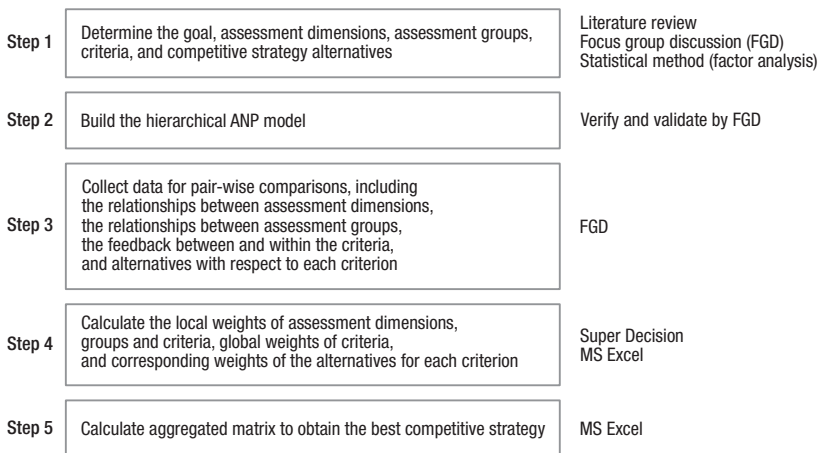 Step 1
Determine the goal, assessment dimensions, assessment groups,
criteria, and competitive strategy alternatives
Literature review
Focus group discussion (FGD)
Statistical method (factor analysis)
Step 2
Build the hierarchical ANP model
Verify and validate by FGD
Step 3
Collect data for pair-wise comparisons, including
the relationships between assessment dimensions,
the relationships between assessment groups,
the feedback between and within the criteria,
and alternatives with respect to each criterion
FGD
Step 4
Calculate the local weights of assessment dimensions,
groups and criteria, global weights of criteria,
and corresponding weights of the alternatives for each criterion
Super Decision
MS Excel
Step 5
Calculate aggregated matrix to obtain the best competitive strategy
MS Excel